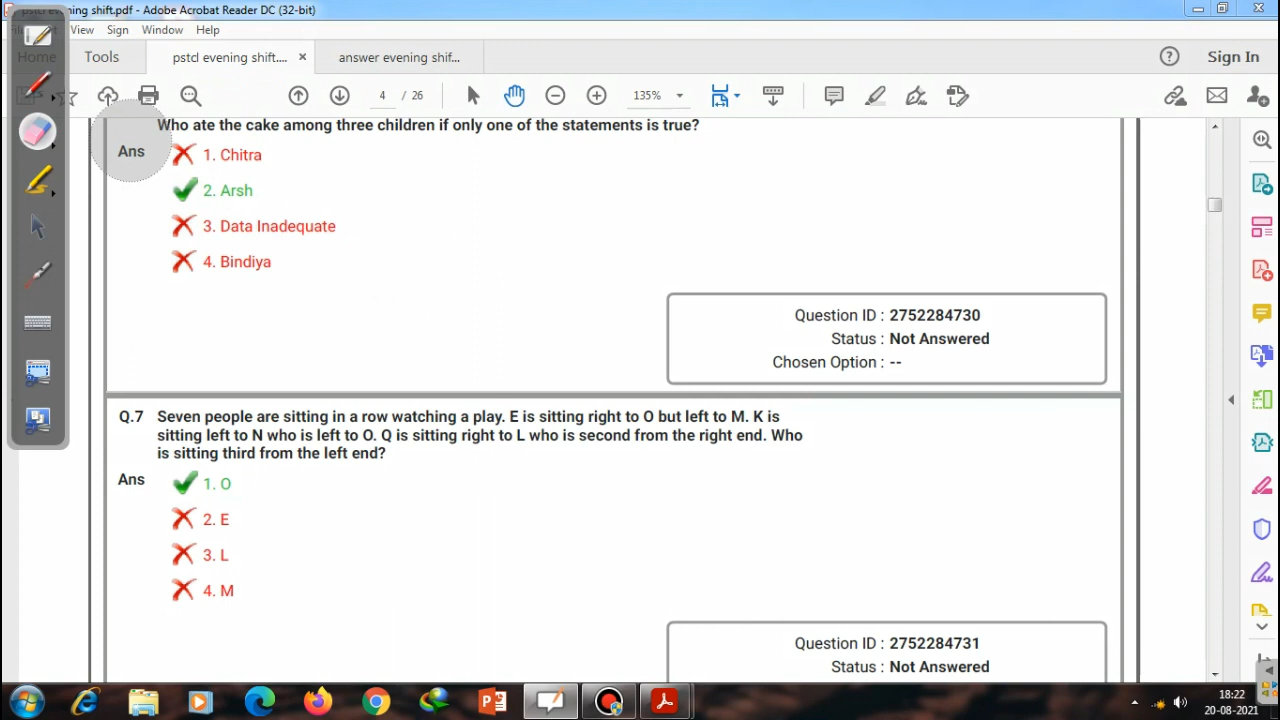 pstcl evening shift.pdf - Adobe Acrobat Reader DC (32-bit)
View Sign Window Help
Home Tools pstcl evening shift.... × answer evening shif... Sign In
4 / 26 135%
Who ate the cake among three children if only one of the statements is true?
Ans
1. Chitra
2. Arsh
3. Data Inadequate
4. Bindiya
Question ID : 2752284730
Status : Not Answered
Chosen Option : --
Q.7 Seven people are sitting in a row watching a play. E is sitting right to O but left to M. K is
sitting left to N who is left to O. Q is sitting right to L who is second from the right end. Who
is sitting third from the left end?
Ans
1. O
2. E
3. L
4. M
Question ID : 2752284731
Status : Not Answered
18:22
20-08-2021